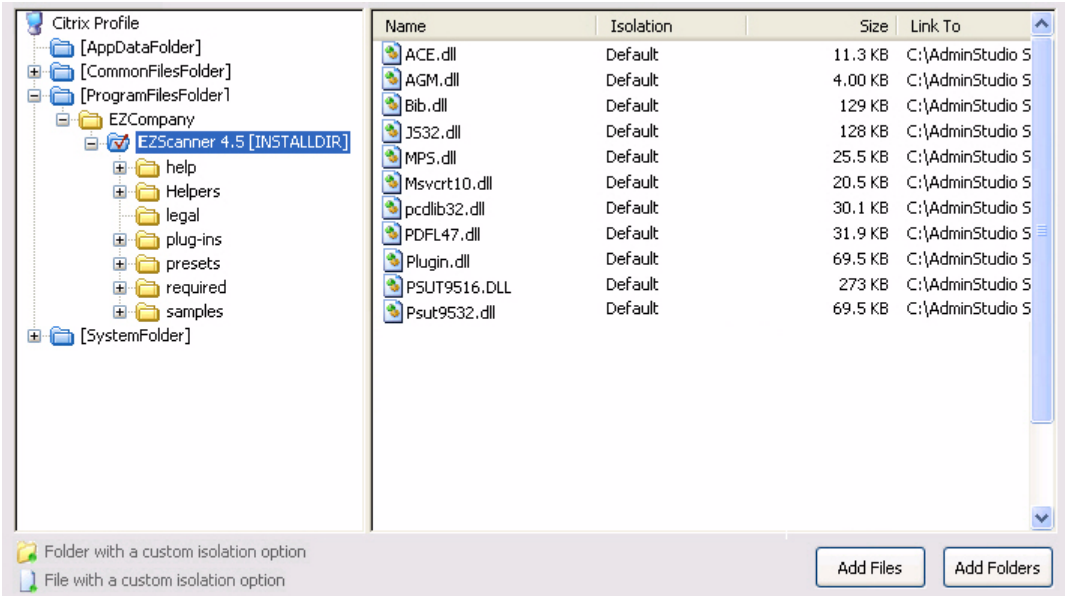 Citrix Profile
[AppDataFolder]
[CommonFilesFolder]
[ProgramFilesFolder]
EZCompany
EZScanner 4.5 [INSTALLDIR]
help
Helpers
legal
plug-ins
presets
required
samples
[SystemFolder]
Name Isolation Size Link To
ACE.dll Default 11.3 KB C:\AdminStudio S
AGM.dll Default 4.00 KB C:\AdminStudio S
Bib.dll Default 129 KB C:\AdminStudio S
JS32.dll Default 128 KB C:\AdminStudio S
MPS.dll Default 25.5 KB C:\AdminStudio S
Msvcrt10.dll Default 20.5 KB C:\AdminStudio S
pcdlib32.dll Default 30.1 KB C:\AdminStudio S
PDFL47.dll Default 31.9 KB C:\AdminStudio S
Plugin.dll Default 69.5 KB C:\AdminStudio S
PSUT9516.DLL Default 273 KB C:\AdminStudio S
Psut9532.dll Default 69.5 KB C:\AdminStudio S
Folder with a custom isolation option
File with a custom isolation option
Add Files Add Folders